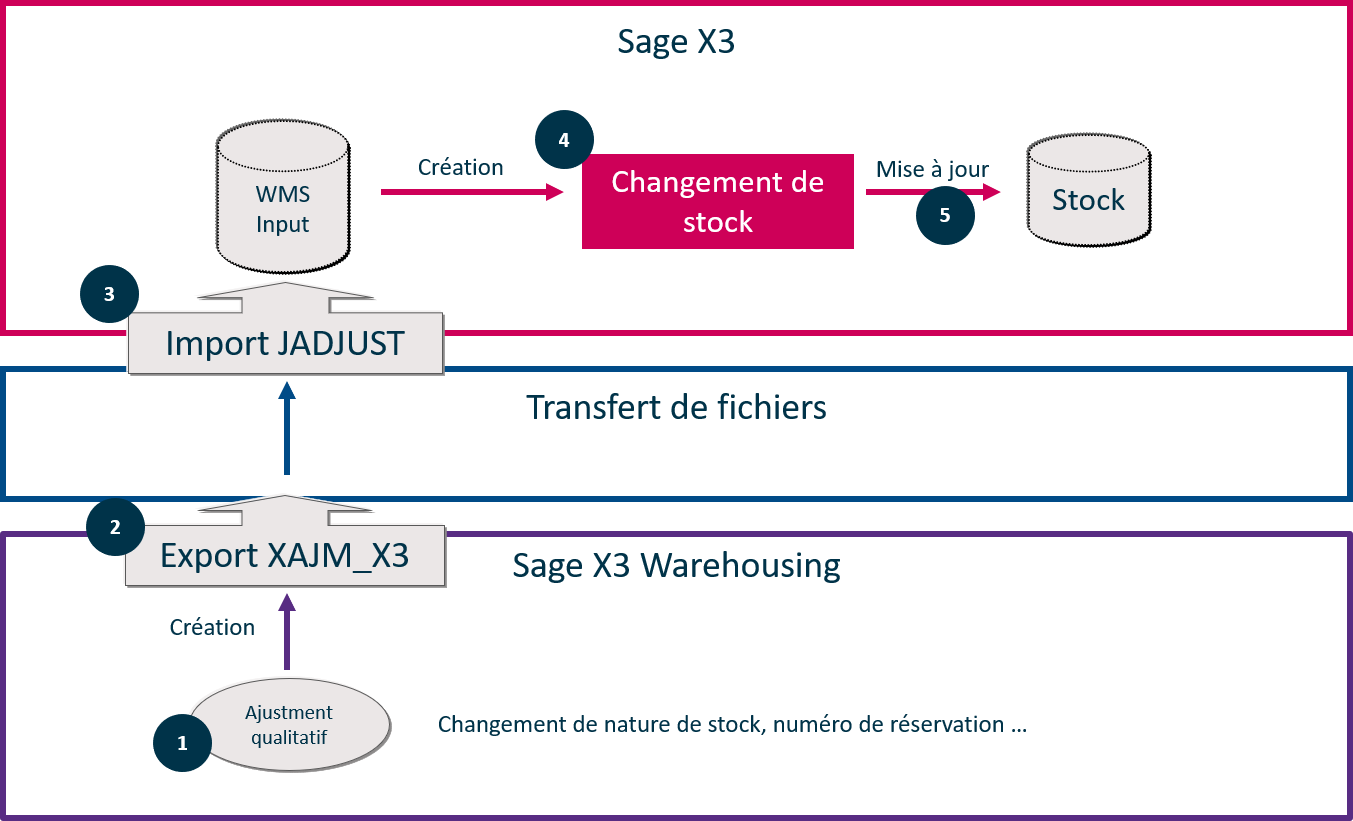 Sage X3
4
Création
Mise à jour
WMS
Input
Changement de
stock
5
Stock
3
Import JADJUST
Transfert de fichiers
2
Export XAJM_X3
Sage X3 Warehousing
Création
Ajustment
qualitatif
1
Changement de nature de stock, numéro de réservation ...